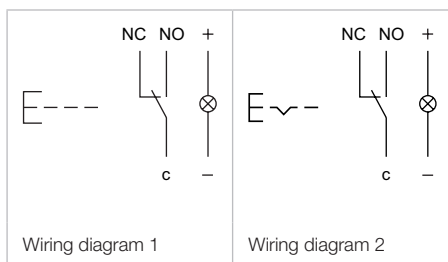 NC NO +
c −
Wiring diagram 1
NC NO +
c −
Wiring diagram 2